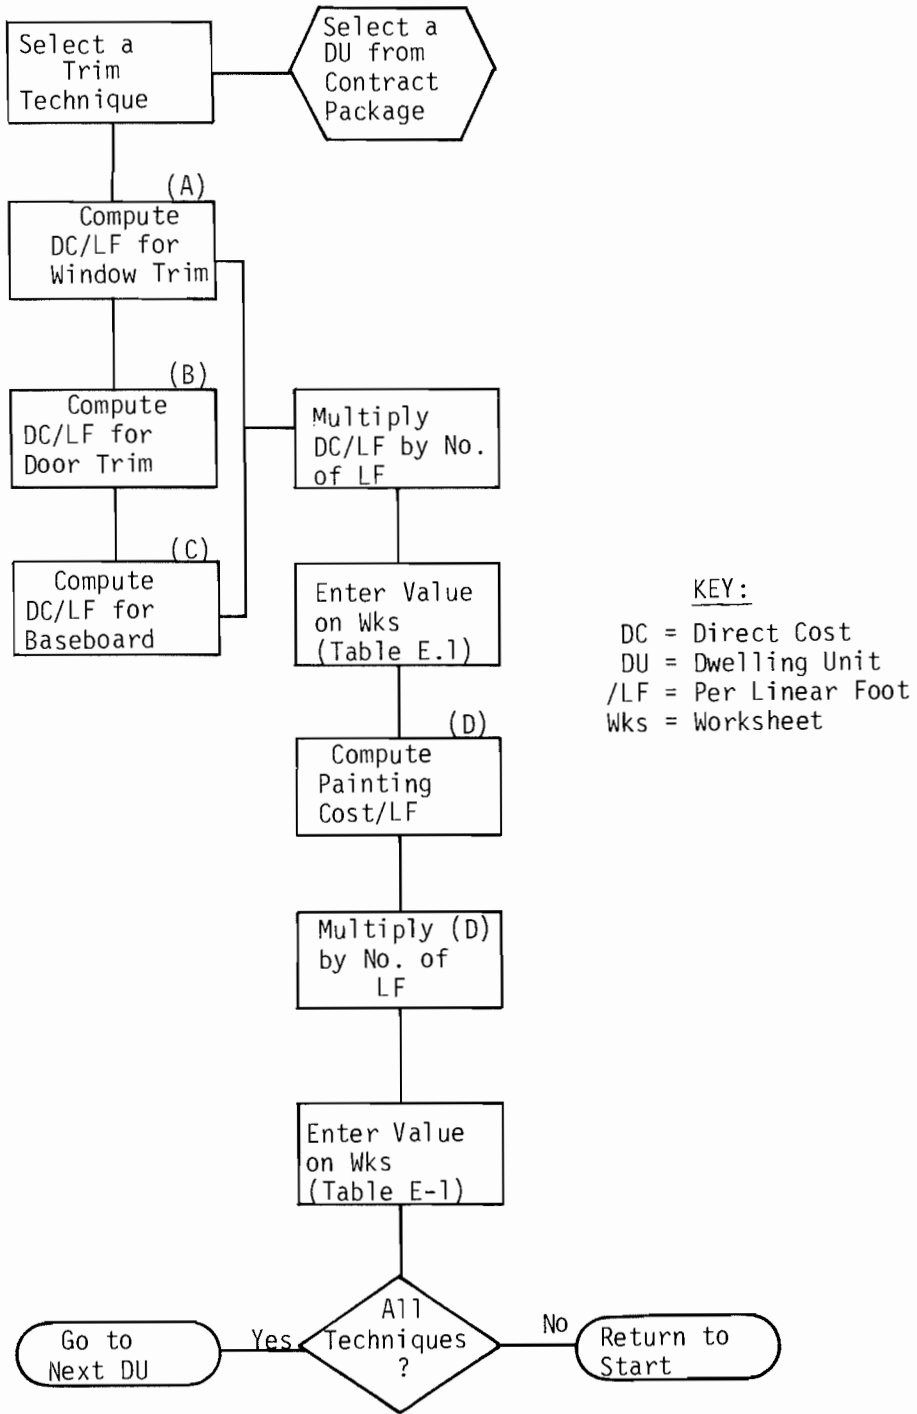 Select a
Trim
Technique
Select a
DU from
Contract
Package
(A)
Compute
DC/LF for
Window Trim
(B)
Compute
DC/LF for
Door Trim
(C)
Compute
DC/LF for
Baseboard
Multiply
DC/LF by No.
of LF
Enter Value
on Wks
(Table E.1)
KEY:
DC = Direct Cost
DU = Dwelling Unit
/LF = Per Linear Foot
Wks = Worksheet
(D)
Compute
Painting
Cost/LF
Multiply (D)
by No. of
LF
Enter Value
on Wks
(Table E-1)
All
Techniques
?
Yes
Go to
Next DU
No
Return to
Start